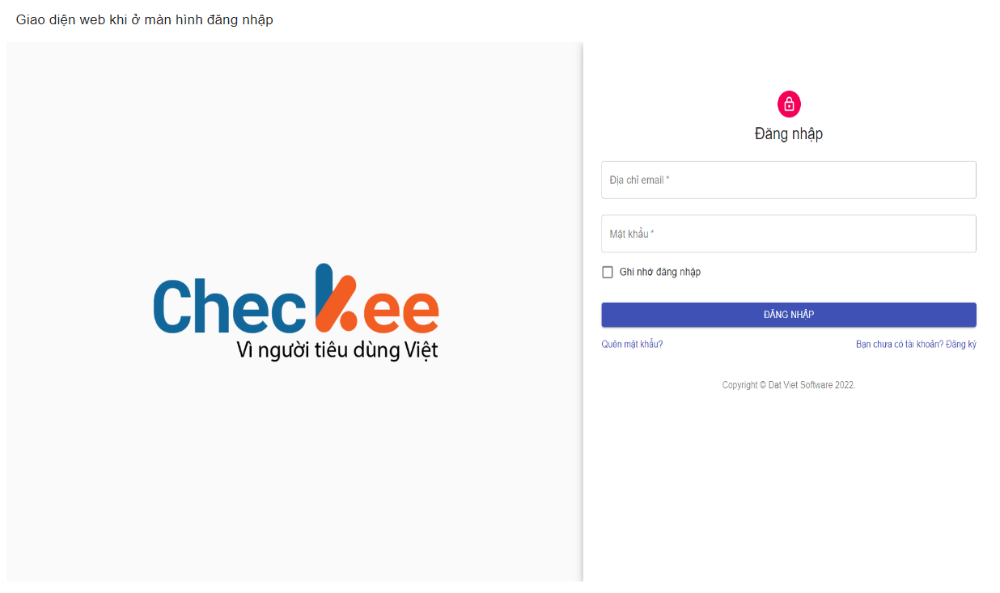 Giao diện web khi ở màn hình đăng nhập
Checkee
Vì người tiêu dùng Việt
Đăng nhập
Địa chỉ email *
Mật khẩu *
Ghi nhớ đăng nhập
ĐĂNG NHẬP
Quên mật khẩu?
Bạn chưa có tài khoản? Đăng ký
Copyright © Dat Viet Software 2022.